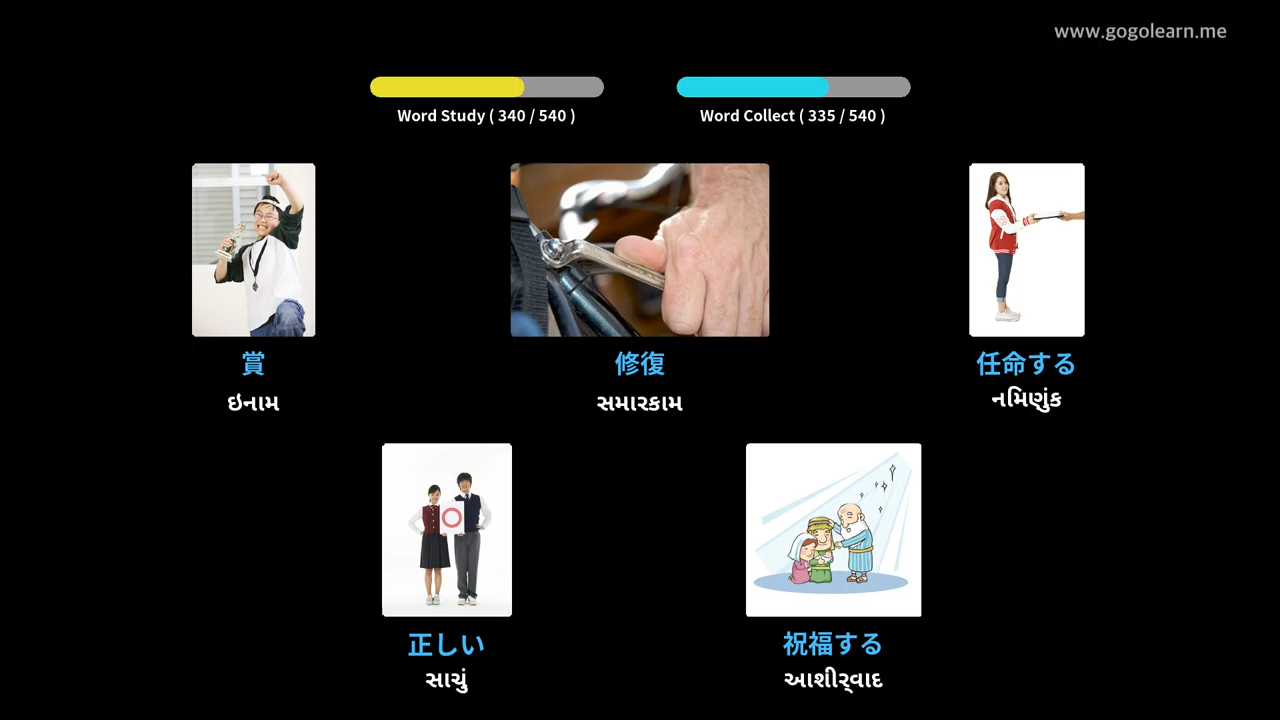 www.gogolearn.me
Word Study ( 340 / 540 )
Word Collect ( 335 / 540 )
賞
ઇનામ
修復
સમારકામ
任命する
નમિણુંક
正しい
સાચું
祝福する
આશીર્‍વાદ